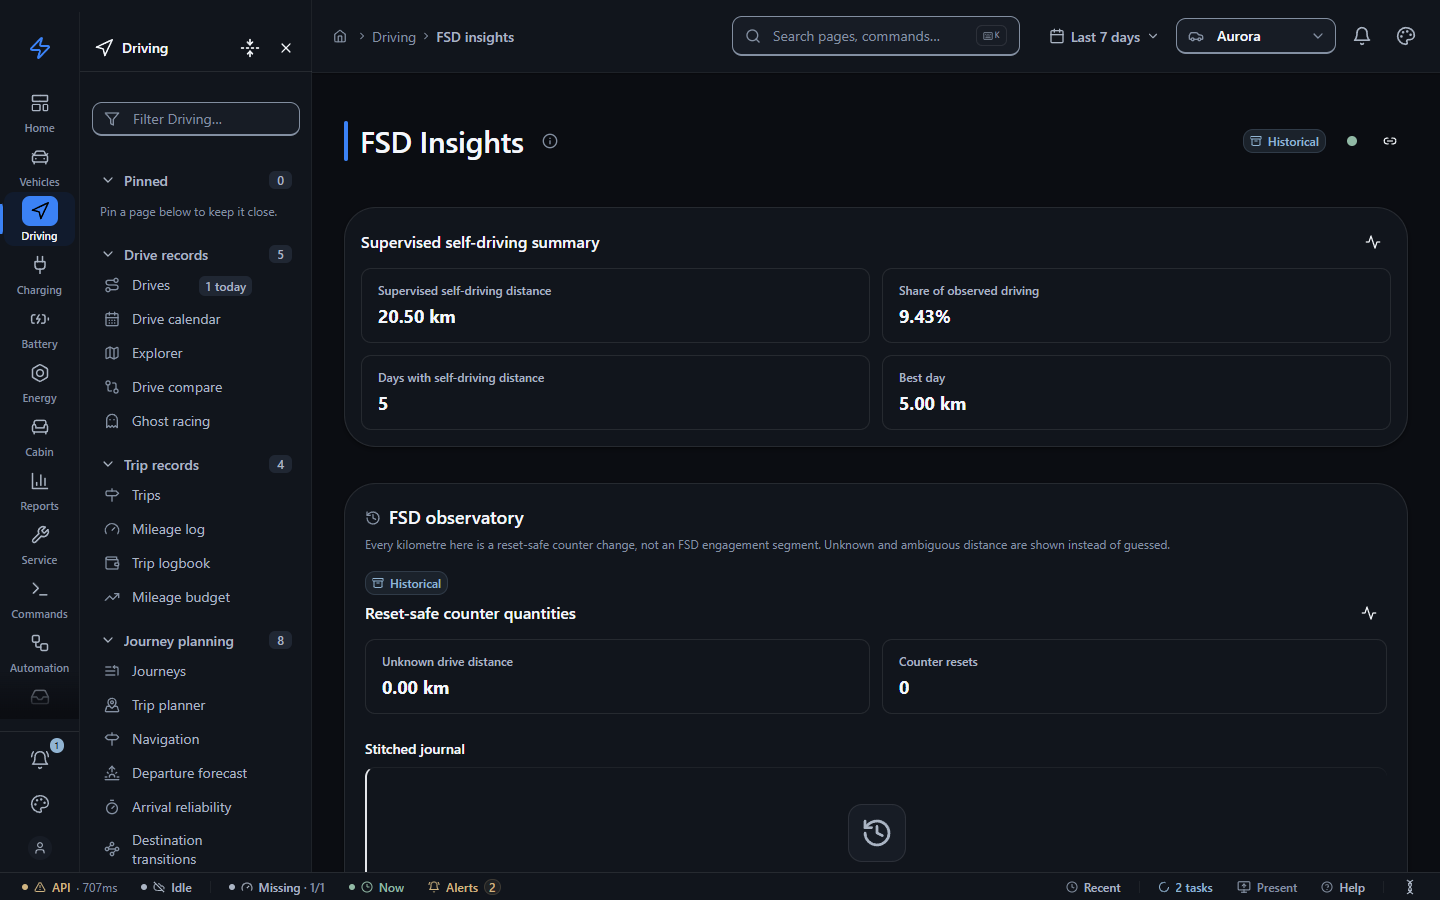 Driving
Driving
FSD insights
Search pages, commands...
K
Last 7 days
Aurora
Home
Vehicles
Driving
Charging
Battery
Energy
Cabin
Reports
Service
Commands
Automation
1
Filter Driving...
Pinned
0
Pin a page below to keep it close.
Drive records
5
Drives
1 today
Drive calendar
Explorer
Drive compare
Ghost racing
Trip records
4
Trips
Mileage log
Trip logbook
Mileage budget
Journey planning
8
Journeys
Trip planner
Navigation
Departure forecast
Arrival reliability
Destination
transitions
FSD Insights
Historical
Supervised self-driving summary
Supervised self-driving distance
20.50 km
Share of observed driving
9.43%
Days with self-driving distance
5
Best day
5.00 km
FSD observatory
Every kilometre here is a reset-safe counter change, not an FSD engagement segment. Unknown and ambiguous distance are shown instead of guessed.
Historical
Reset-safe counter quantities
Unknown drive distance
0.00 km
Counter resets
0
Stitched journal
API · 707ms
Idle
Missing · 1/1
Now
Alerts 2
Recent
2 tasks
Present
Help